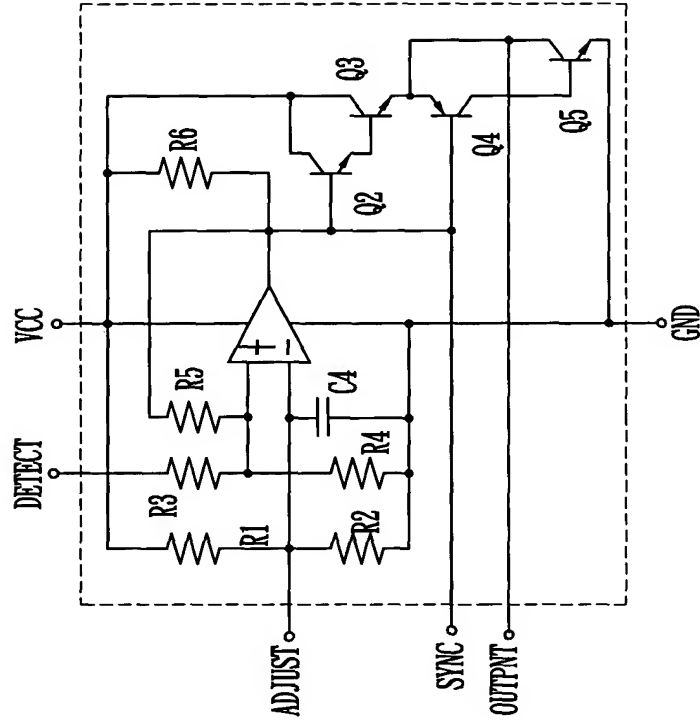 DETECT
VCC
R3
R5
R6
Q3
R1
Q2
Q4
Q5
R2
R4
C4
+
-
ADJUST
SYNC
OUTPNT
GND